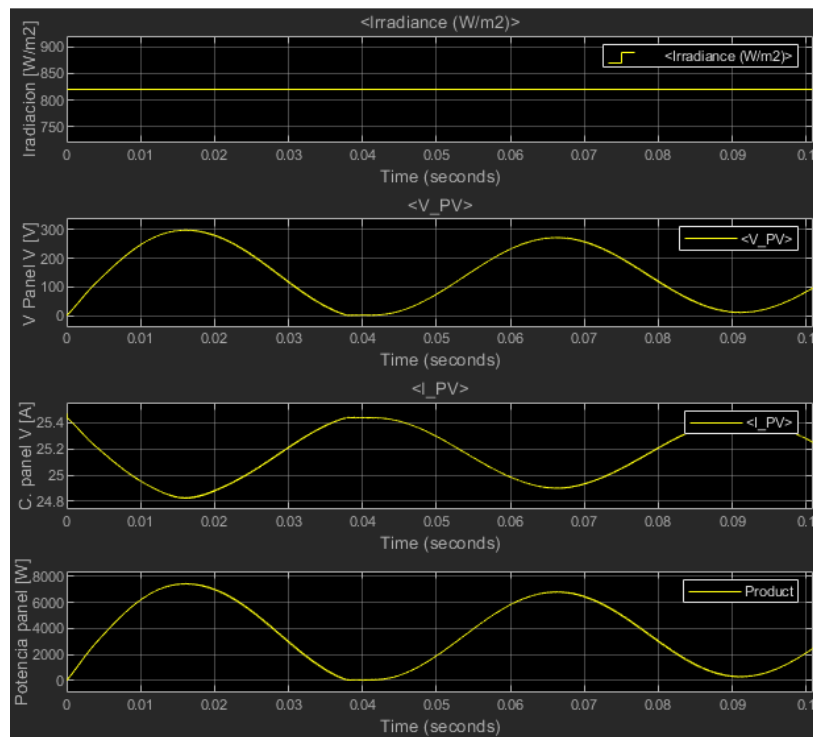 <Irradiance (W/m2)>
Irradiacion [W/m2]
900
850
800
750
<Irradiance (W/m2)>
0 0.01 0.02 0.03 0.04 0.05 0.06 0.07 0.08 0.09 0.1
Time (seconds)
<V_PV>
V Panel V [V]
300
200
100
0
<V_PV>
0 0.01 0.02 0.03 0.04 0.05 0.06 0.07 0.08 0.09 0.1
Time (seconds)
<I_PV>
C. panel V [A]
25.4
25.2
25
24.8
<I_PV>
0 0.01 0.02 0.03 0.04 0.05 0.06 0.07 0.08 0.09 0.1
Time (seconds)
Potencia panel [W]
8000
6000
4000
2000
0
Product
0 0.01 0.02 0.03 0.04 0.05 0.06 0.07 0.08 0.09 0.1
Time (seconds)